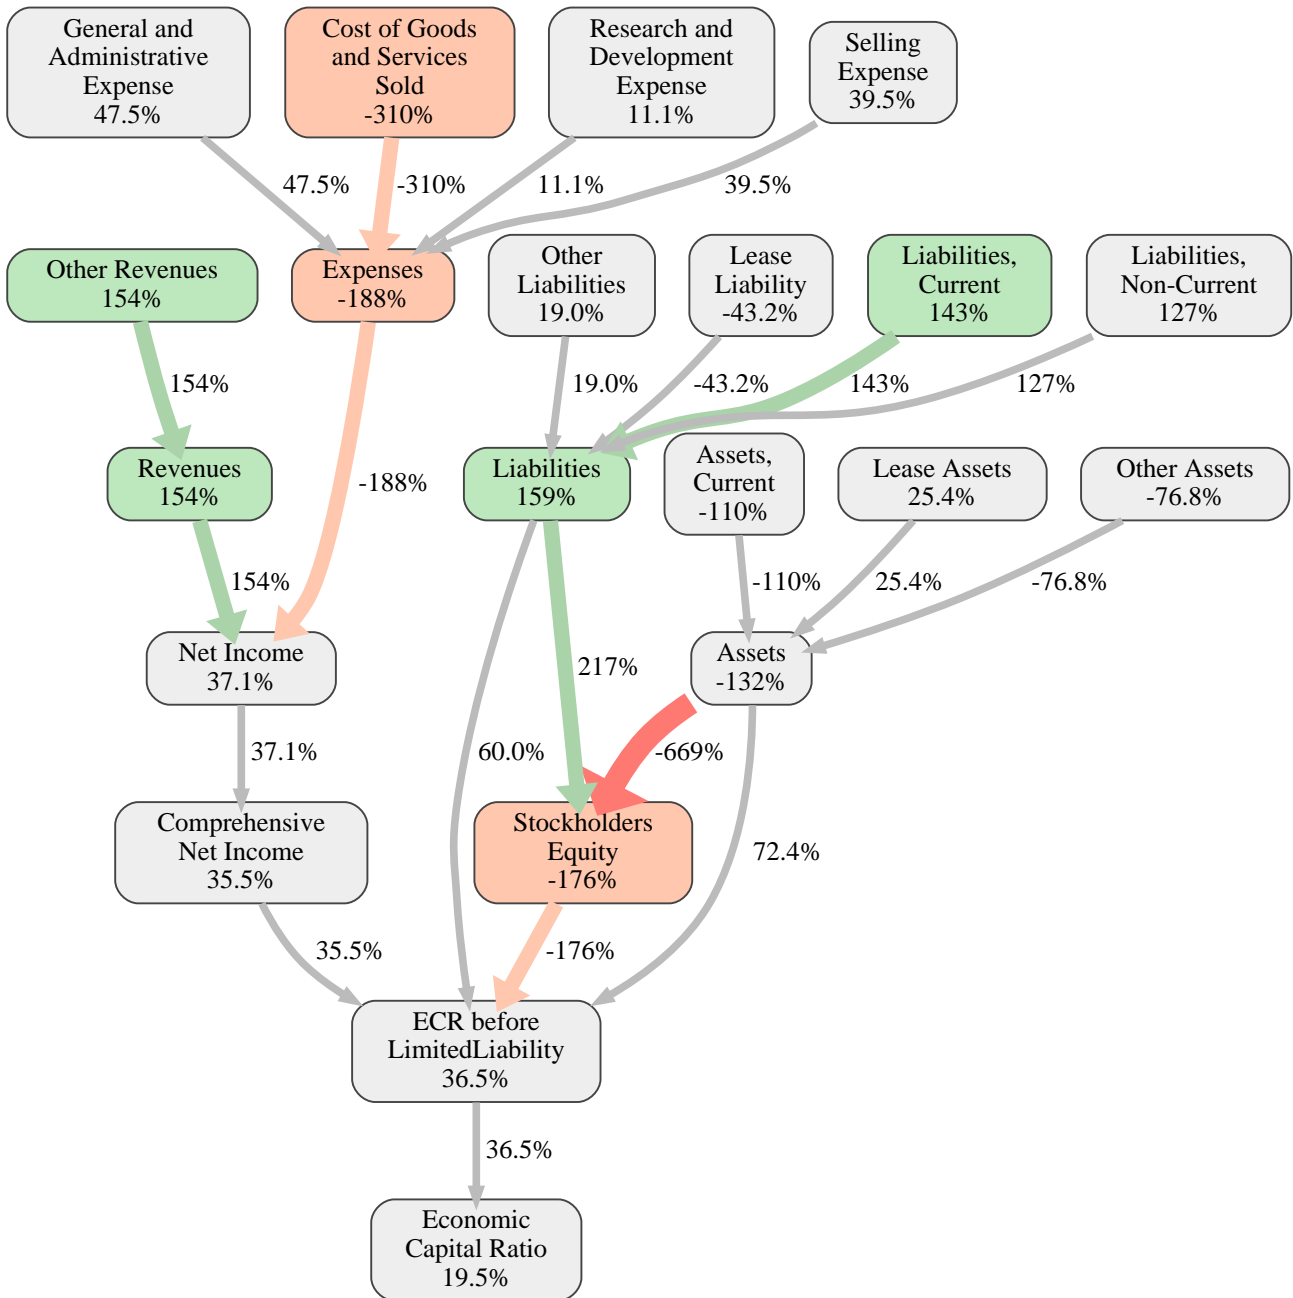 General and
Administrative
Expense
47.5%
Cost of Goods
and Services
Sold
-310%
Research and
Development
Expense
11.1%
Selling
Expense
39.5%
47.5%
-310%
11.1%
39.5%
Other Revenues
154%
Expenses
-188%
Other
Liabilities
19.0%
Lease
Liability
-43.2%
Liabilities,
Current
143%
Liabilities,
Non-Current
127%
154%
19.0%
-43.2%
143%
127%
Revenues
154%
-188%
Liabilities
159%
Assets,
Current
-110%
Lease Assets
25.4%
Other Assets
-76.8%
154%
-110%
25.4%
-76.8%
Net Income
37.1%
217%
Assets
-132%
37.1%
60.0%
-669%
Comprehensive
Net Income
35.5%
Stockholders
Equity
-176%
72.4%
35.5%
-176%
ECR before
LimitedLiability
36.5%
36.5%
Economic
Capital Ratio
19.5%